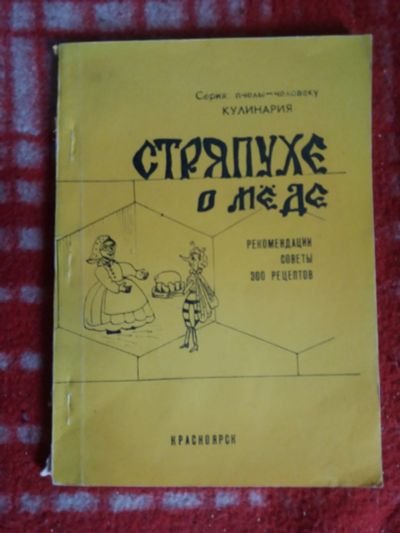 Серия: пчелы-человеку
КУЛИНАРИЯ
СТРЯПУХЕ
О МЁДЕ
РЕКОМЕНДАЦИИ
СОВЕТЫ
300 РЕЦЕПТОВ
КРАСНОЯРСК